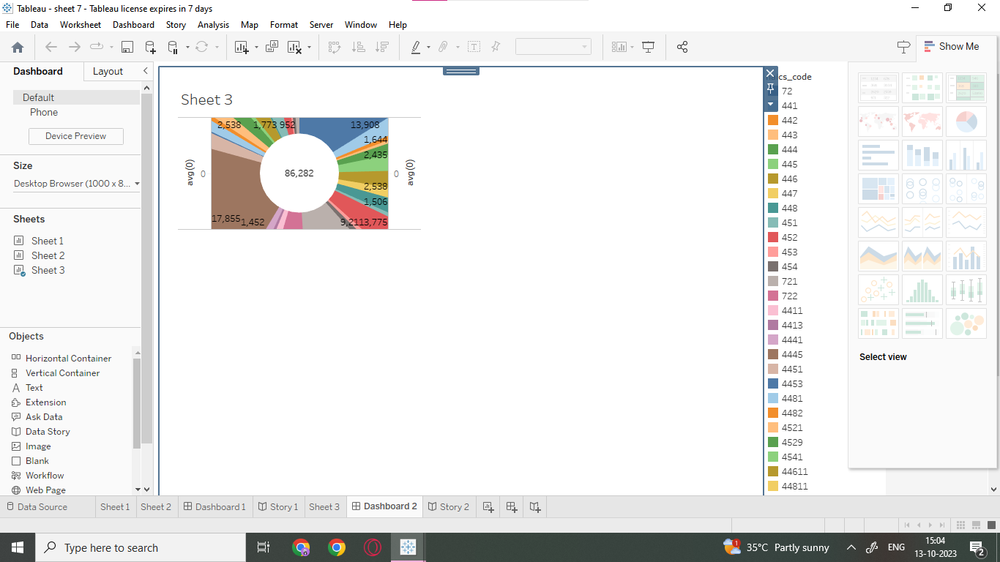 Tableau - sheet 7 - Tableau license expires in 7 days
File Data Worksheet Dashboard Story Analysis Map Format Server Window Help
Show Me
Dashboard Layout
Default
Phone
Device Preview
Size
Desktop Browser (1000 x 8...
Sheets
Sheet 1
Sheet 2
Sheet 3
Objects
Horizontal Container
Vertical Container
Text
Extension
Ask Data
Data Story
Image
Blank
Workflow
Web Page
Sheet 3
2,538 1,773 952 13,908
1,644
2,435
avg(0) 0 86,282 0 avg(0)
2,538
1,506
17,855 1,452 9,211 13,775
72
441
442
443
444
445
446
447
448
451
452
453
454
721
722
4411
4413
4441
4445
4451
4453
4481
4482
4521
4529
4541
44611
44811
Select view
Data Source Sheet 1 Sheet 2 Dashboard 1 Story 1 Sheet 3 Dashboard 2 Story 2
Type here to search
1
35°C Partly sunny
ENG
15:04
13-10-2023
2